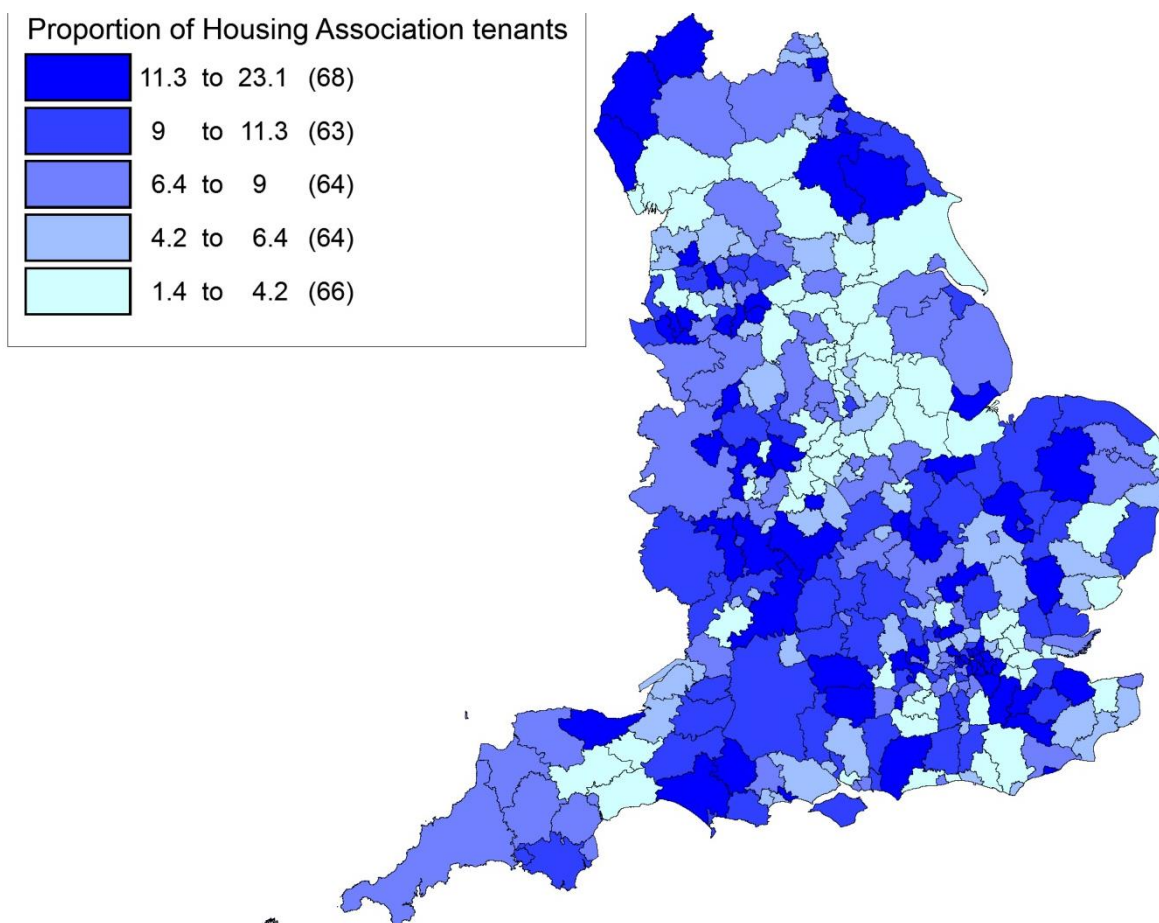 Proportion of Housing Association tenants
11.3 to 23.1 (68)
9 to 11.3 (63)
6.4 to 9 (64)
4.2 to 6.4 (64)
1.4 to 4.2 (66)